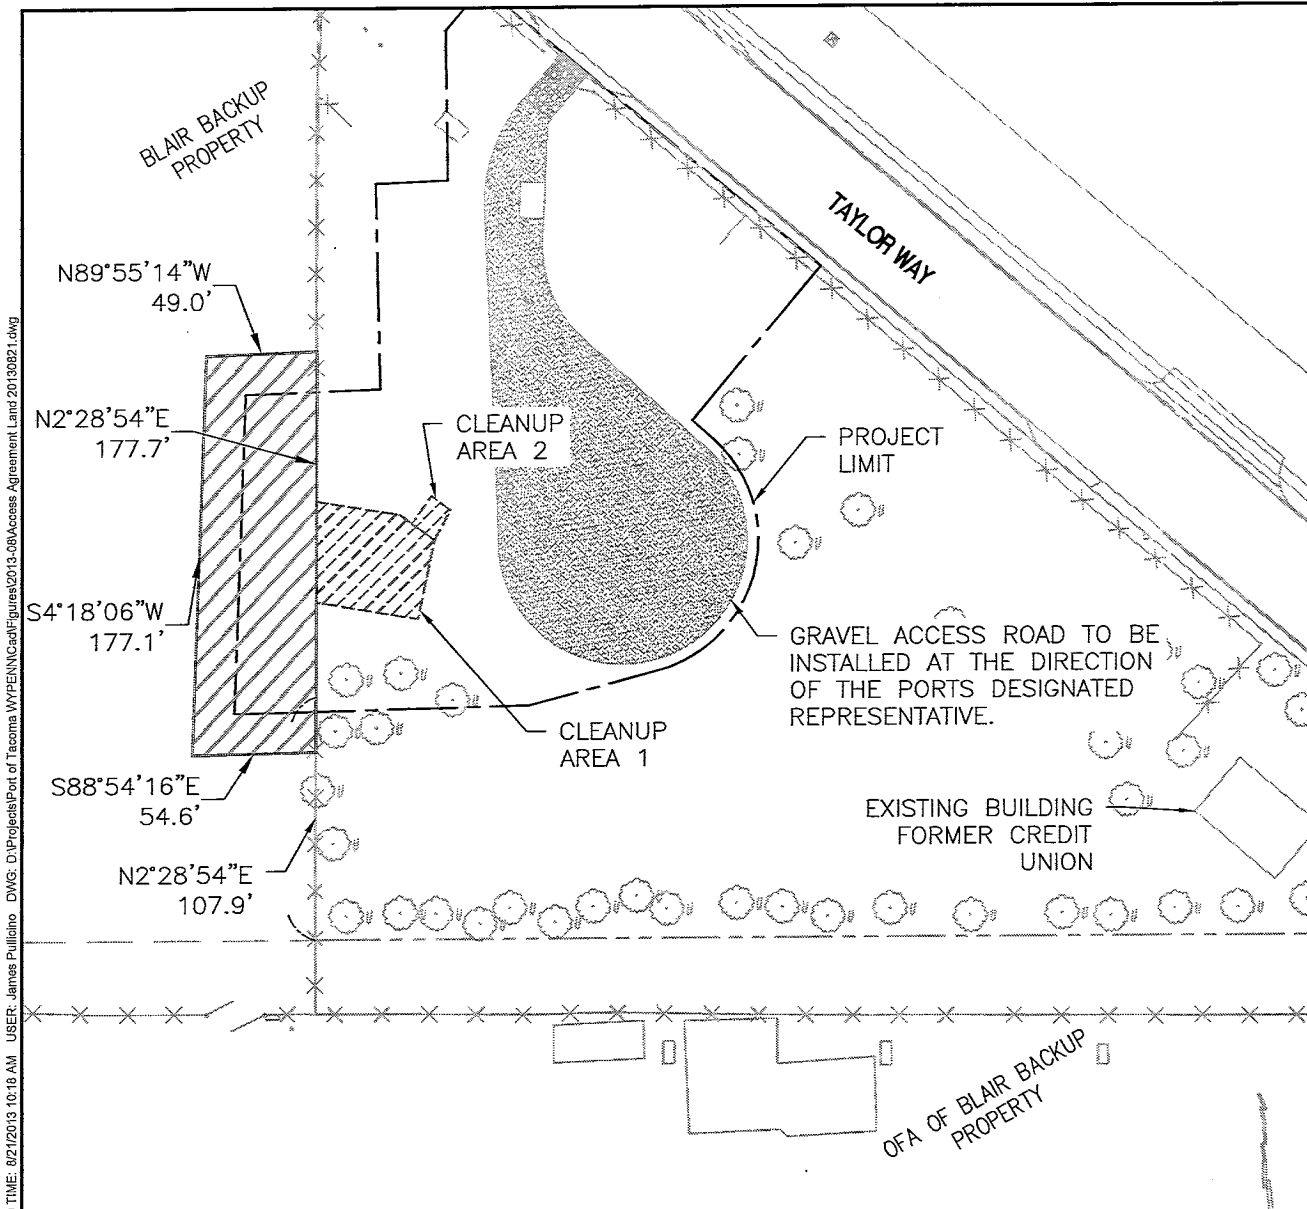 BLAIR BACKUP
PROPERTY
TAYLOR WAY
N89°55'14"W
49.0'
N2°28'54"E
177.7'
CLEANUP
AREA 2
PROJECT
LIMIT
S4°18'06"W
177.1'
GRAVEL ACCESS ROAD TO BE
INSTALLED AT THE DIRECTION
OF THE PORTS DESIGNATED
REPRESENTATIVE.
CLEANUP
AREA 1
S88°54'16"E
54.6'
EXISTING BUILDING
FORMER CREDIT
UNION
N2°28'54"E
107.9'
OFA OF BLAIR BACKUP
PROPERTY
TIME: 8/21/2013 10:18 AM USER: James Pullicino DWG: D:\Projects\Port of Tacoma WYPENN\Cad\Figures\2013-08\Access Agreement Land 20130821.dwg